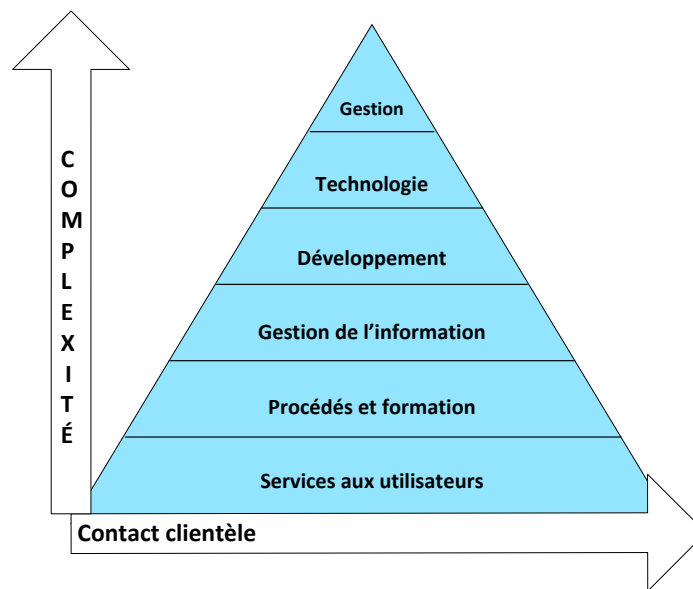 Gestion
Technologie
Développement
Gestion de l’information
Procédés et formation
Services aux utilisateurs
COMPLEXITÉ
Contact clientèle